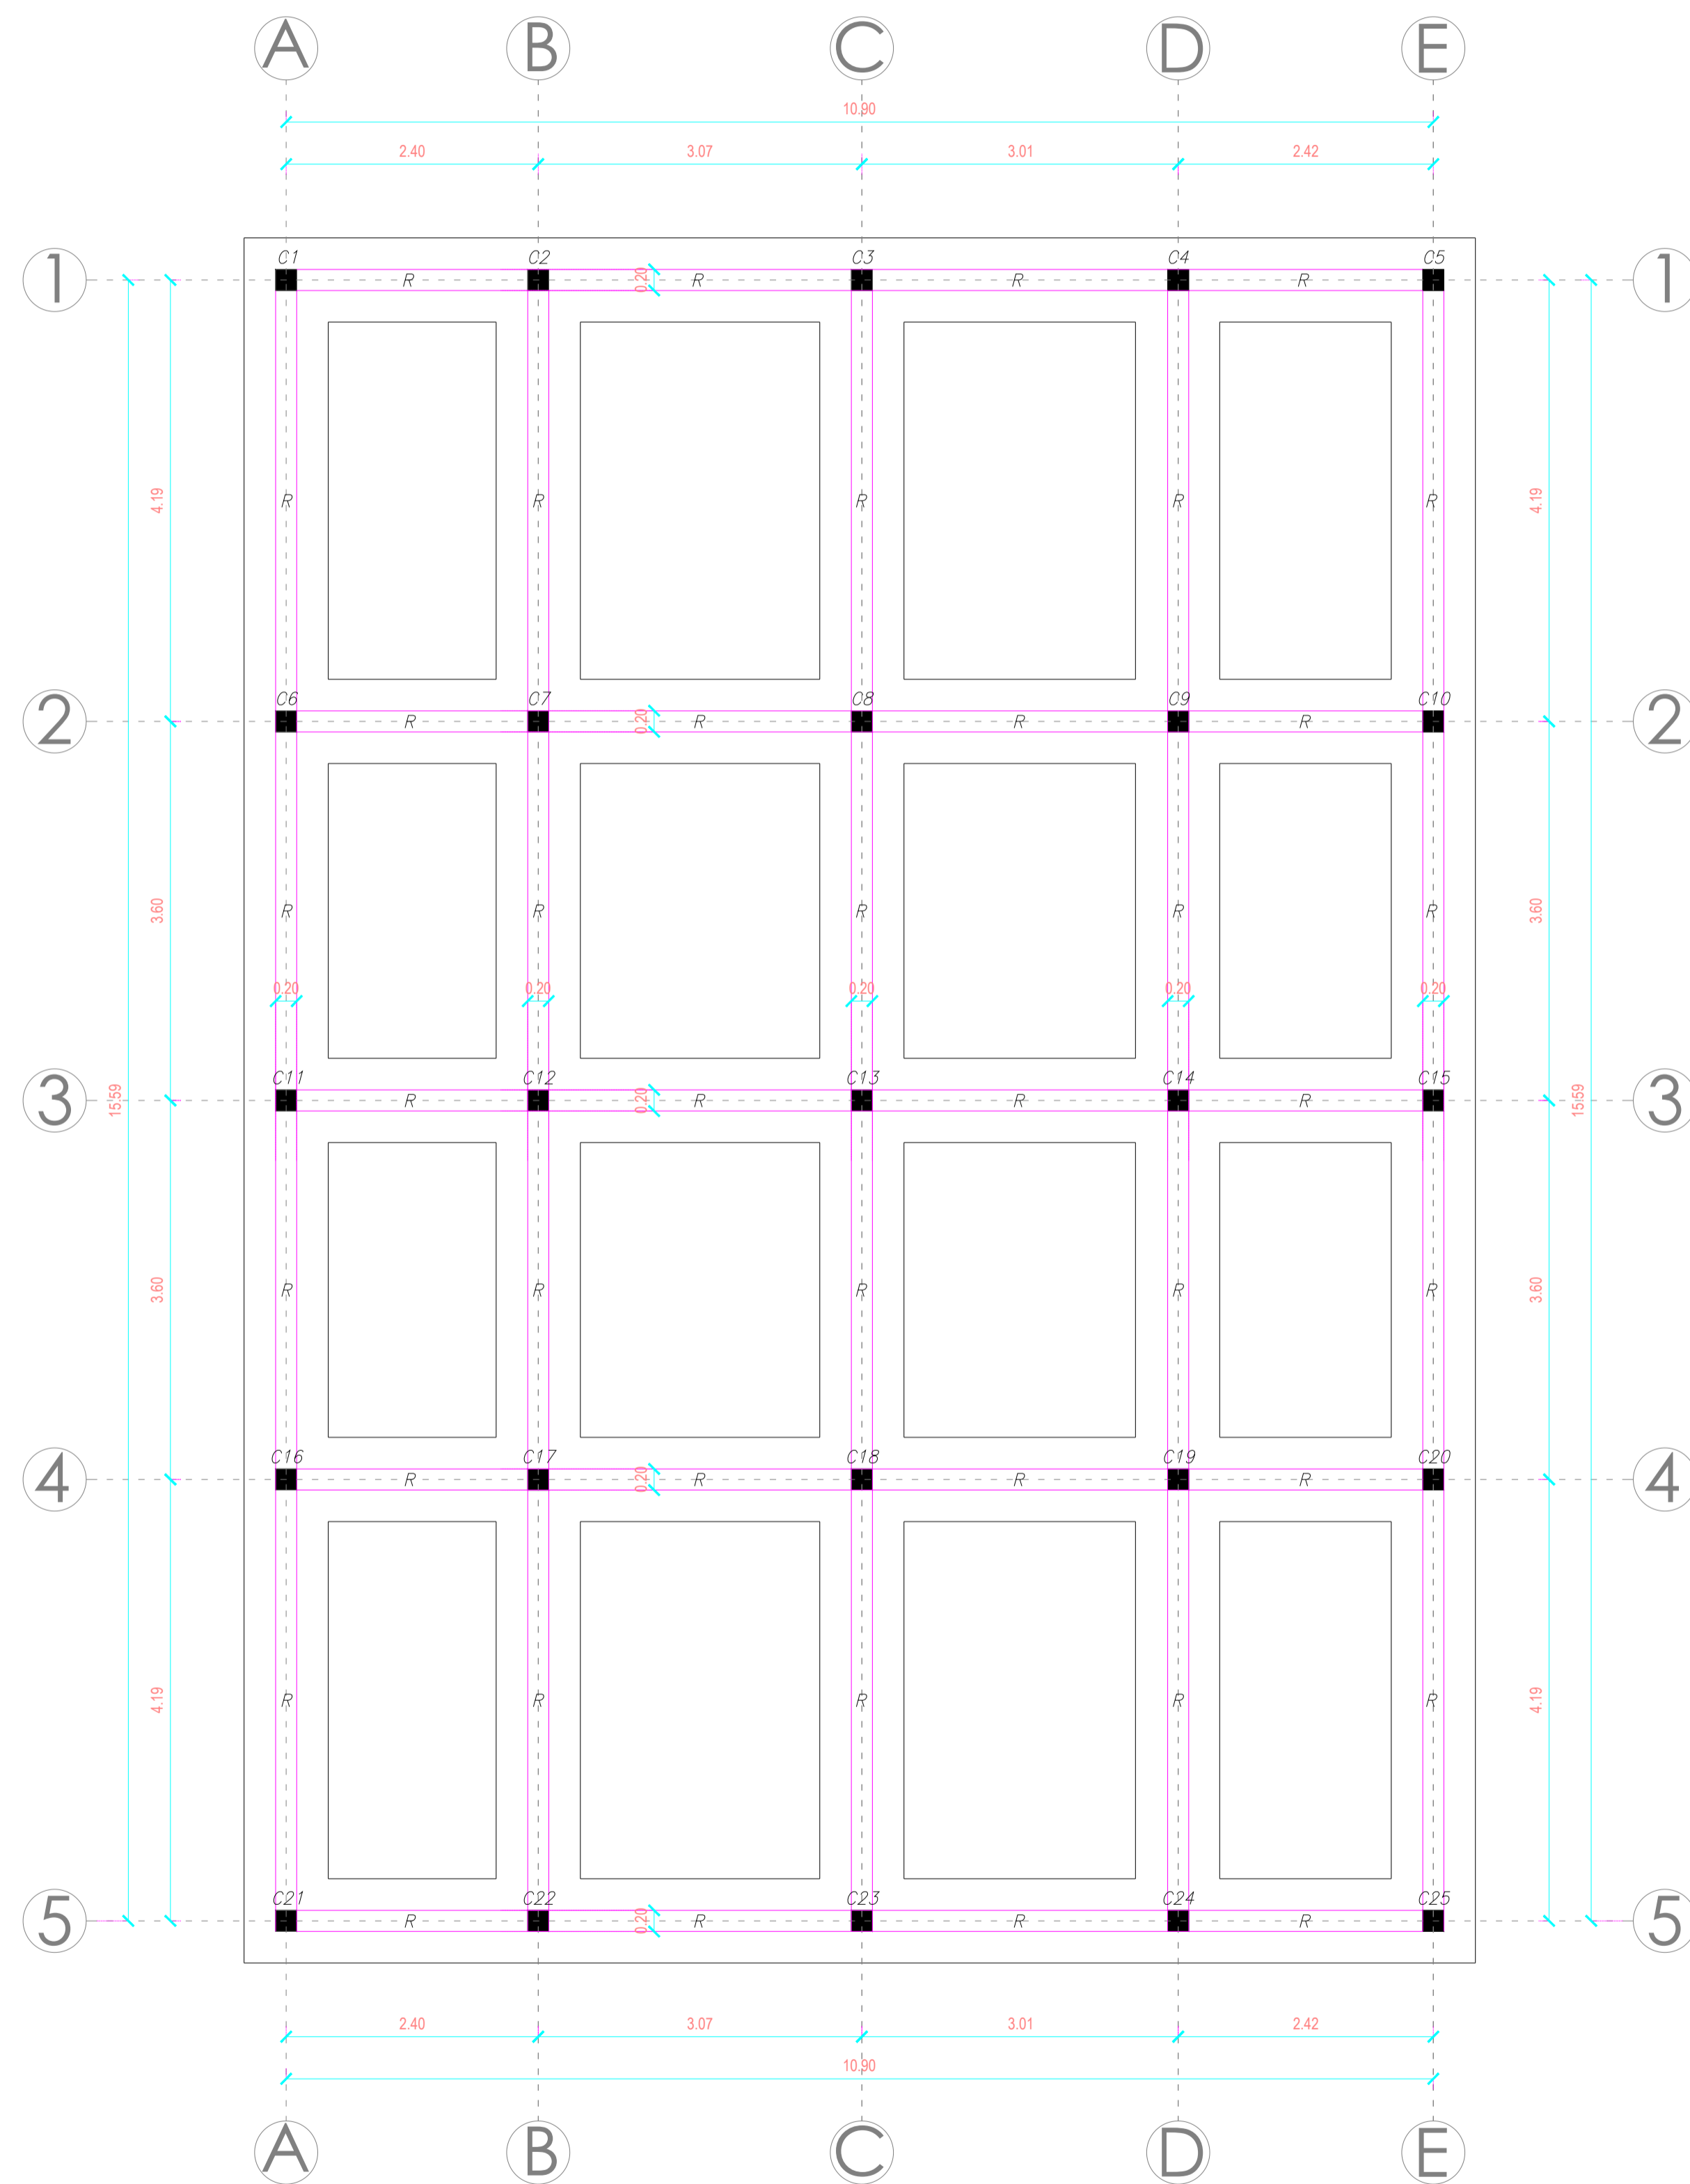 A B C D E
10.90
2.40 3.07 3.01 2.42
C1 C2 C3 C4 C5
1 R R 0.20 R R 1
4.19 R R R R R 4.19
C6 C7 C8 C9 C10
2 R R 0.20 R R 2
3.60 R R R R R 3.60
0.20 0.20 0.20 0.20 0.20
C11 C12 C13 C14 C15
3 15.59 R 0.20 R R R 15.59 3
3.60 R R R R R 3.60
C16 C17 C18 C19 C20
4 R 0.20 R R R 4
4.19 R R R R R 4.19
C21 C22 C23 C24 C25
5 R 0.20 R R R 5
2.40 3.07 3.01 2.42
10.90
A B C D E